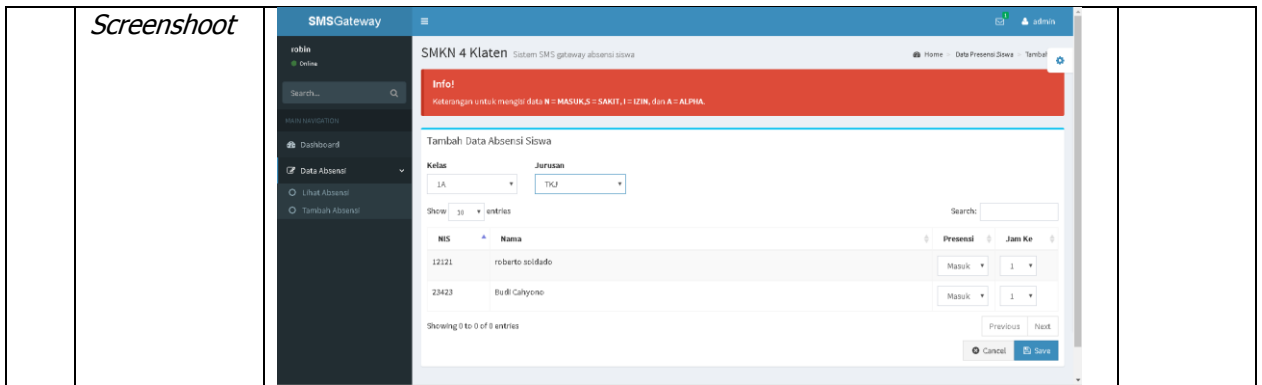 Screenshoot
SMSGateway
1
admin
robin
Online
SMKN 4 Klaten Sistem SMS gateway absensi siswa
Home > Data Presensi Siswa > Tambah
Search...
Info!
Keterangan untuk mengisi data N = MASUK,S = SAKIT, I = IZIN, dan A = ALPHA.
MAIN NAVIGATION
Dashboard
Data Absensi
Lihat Absensi
Tambah Absensi
Tambah Data Absensi Siswa
Kelas Jurusan
1A TKJ
Show 10 entries Search:
NIS Nama Presensi Jam Ke
12121 roberto soldado Masuk 1
23423 Budi Cahyono Masuk 1
Showing 0 to 0 of 0 entries Previous Next
Cancel Save